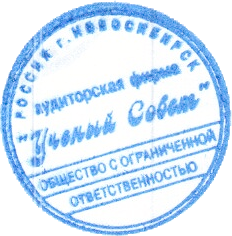 РОССИЯ г. НОВОСИБИРСК
аудиторская фирма
"Ученый Совет"
ОБЩЕСТВО С ОГРАНИЧЕННОЙ
ОТВЕТСТВЕННОСТЬЮ